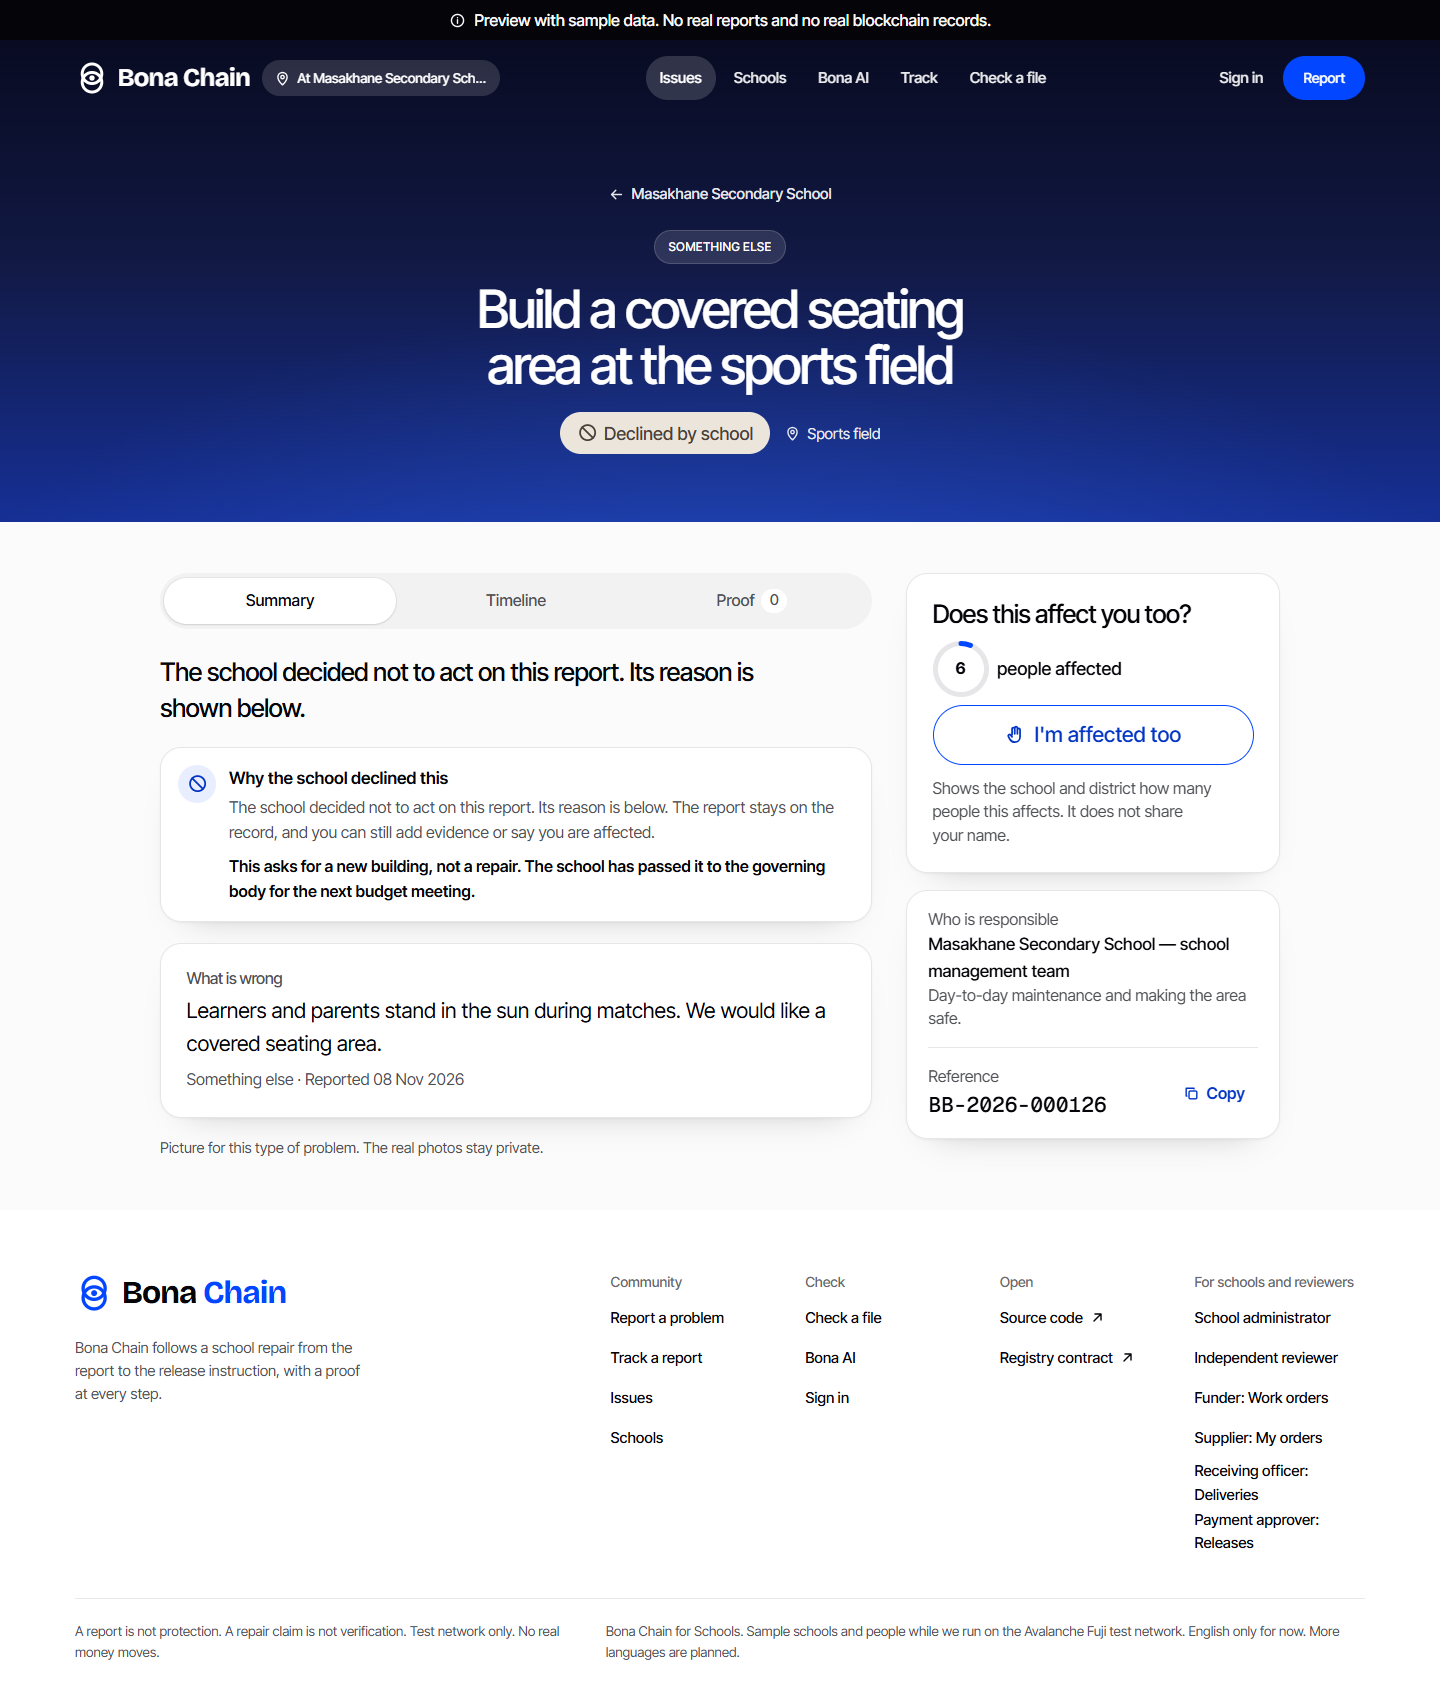 Preview with sample data. No real reports and no real blockchain records.
Bona Chain
At Masakhane Secondary Sch...
Issues
Schools
Bona AI
Track
Check a file
Sign in
Report
Masakhane Secondary School
SOMETHING ELSE
Build a covered seating
area at the sports field
Declined by school
Sports field
Summary
Timeline
Proof 0
The school decided not to act on this report. Its reason is
shown below.
Why the school declined this
The school decided not to act on this report. Its reason is below. The report stays on the
record, and you can still add evidence or say you are affected.
This asks for a new building, not a repair. The school has passed it to the governing
body for the next budget meeting.
What is wrong
Learners and parents stand in the sun during matches. We would like a
covered seating area.
Something else · Reported 08 Nov 2026
Picture for this type of problem. The real photos stay private.
Does this affect you too?
6 people affected
I'm affected too
Shows the school and district how many
people this affects. It does not share
your name.
Who is responsible
Masakhane Secondary School — school
management team
Day-to-day maintenance and making the area
safe.
Reference
BB-2026-000126
Copy
Bona Chain
Bona Chain follows a school repair from the
report to the release instruction, with a proof
at every step.
Community
Report a problem
Track a report
Issues
Schools
Check
Check a file
Bona AI
Sign in
Open
Source code
Registry contract
For schools and reviewers
School administrator
Independent reviewer
Funder: Work orders
Supplier: My orders
Receiving officer:
Deliveries
Payment approver:
Releases
A report is not protection. A repair claim is not verification. Test network only. No real
money moves.
Bona Chain for Schools. Sample schools and people while we run on the Avalanche Fuji test network. English only for now. More
languages are planned.